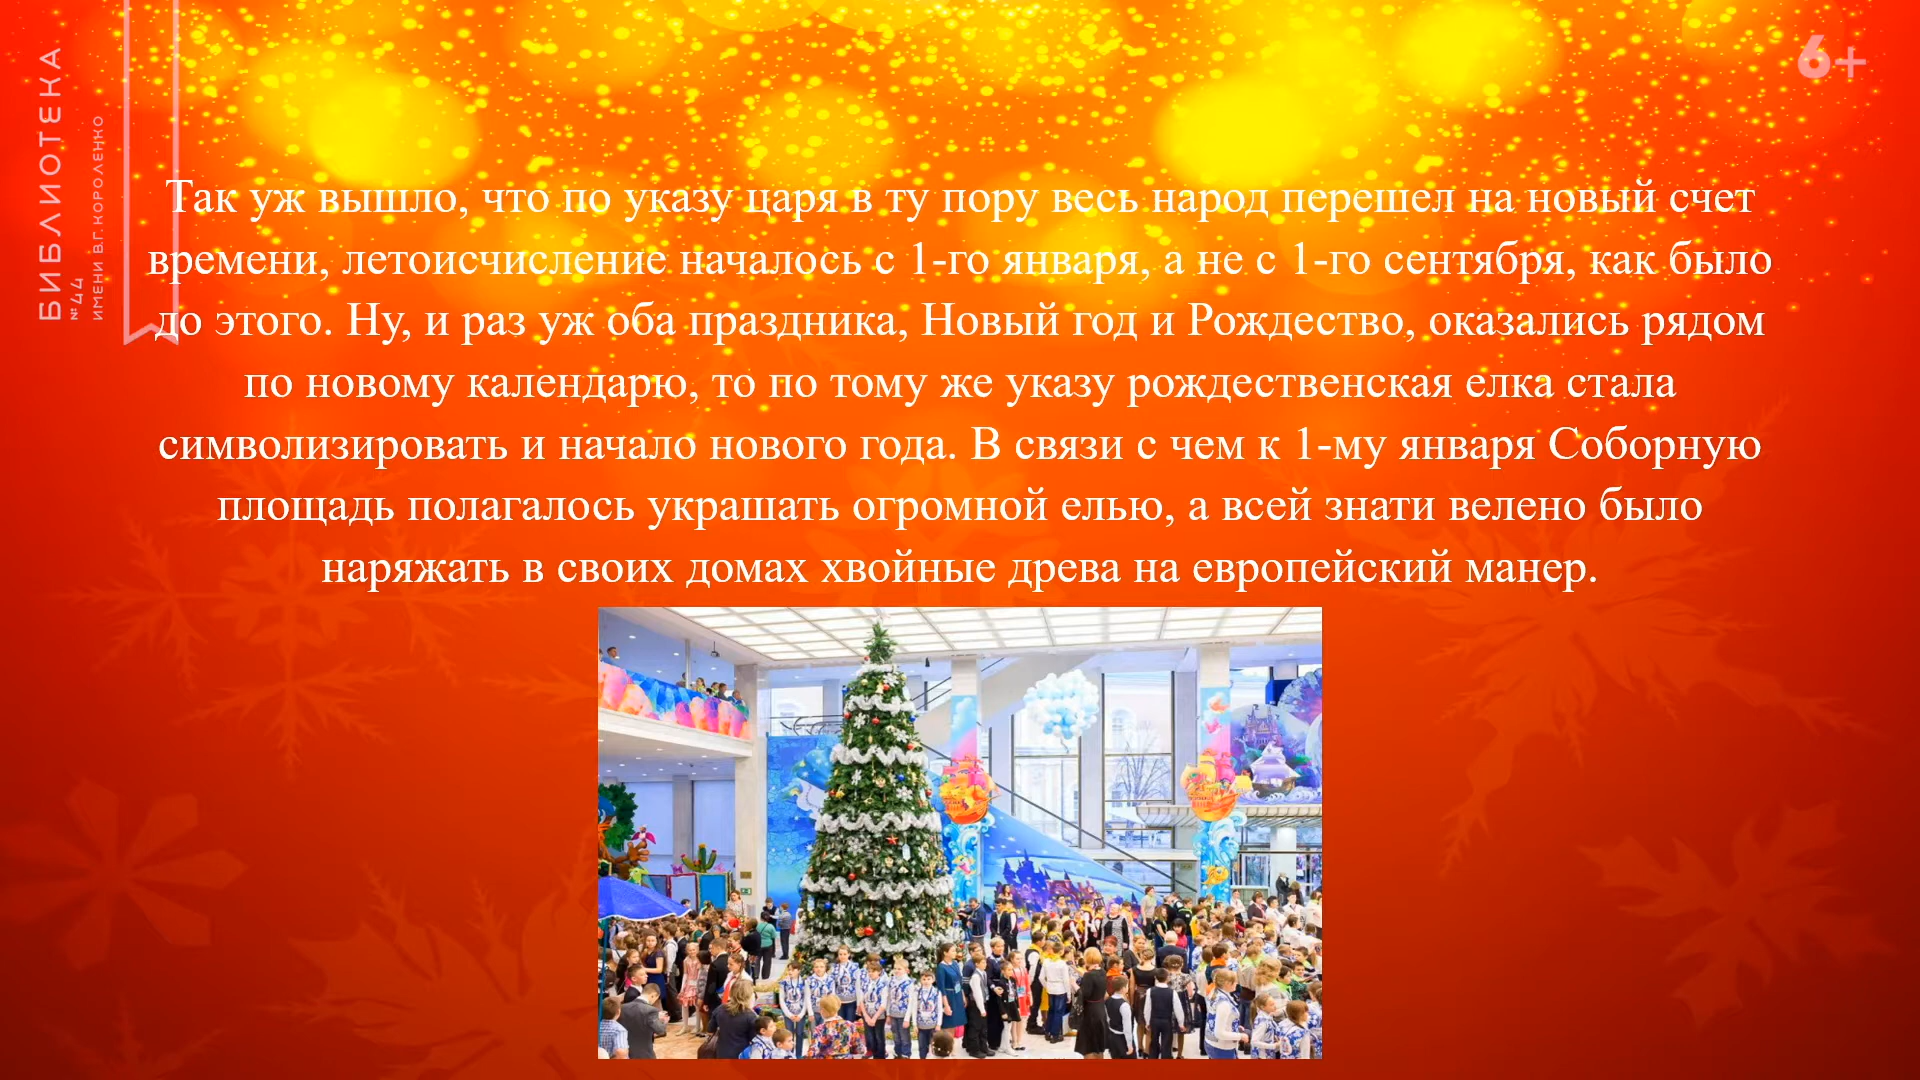 БИБЛИОТЕКА
№ 44
ИМЕНИ В.Г.КОРОЛЕНКО
6+
Так уж вышло, что по указу царя в ту пору весь народ перешел на новый счет
времени, летоисчисление началось с 1-го января, а не с 1-го сентября, как было
до этого. Ну, и раз уж оба праздника, Новый год и Рождество, оказались рядом
по новому календарю, то по тому же указу рождественская елка стала
символизировать и начало нового года. В связи с чем к 1-му января Соборную
площадь полагалось украшать огромной елью, а всей знати велено было
наряжать в своих домах хвойные древа на европейский манер.